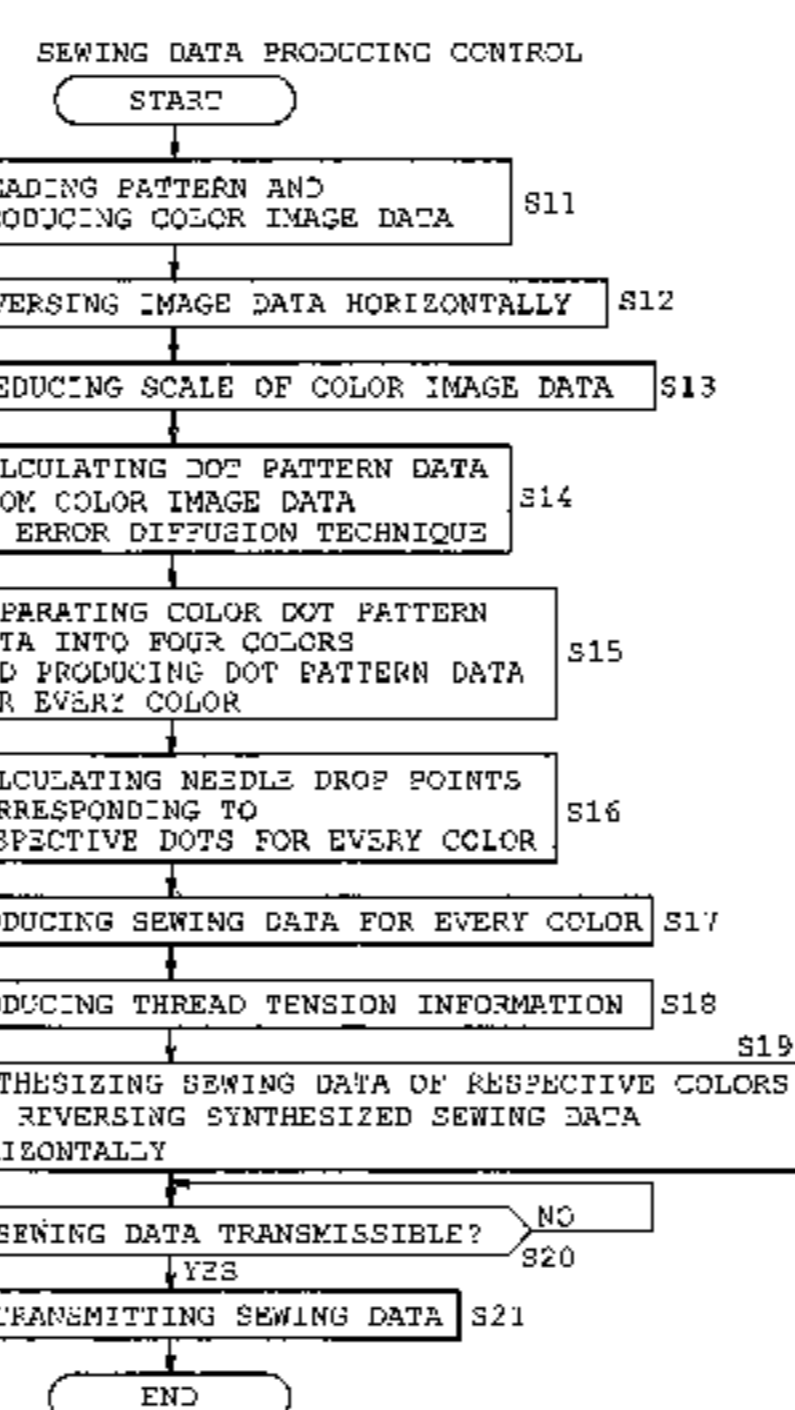 SEWING DATA PRODUCING CONTROL
START
EADING PATTERN AND
ODUCING COLOR IMAGE DATA
S11
VERSING IMAGE DATA HORIZONTALLY
S12
EDUCING SCALE OF COLOR IMAGE DATA
S13
LCULATING DOT PATTERN DATA
OM COLOR IMAGE DATA
ERROR DIFFUSION TECHNIQUE
S14
PARATING COLOR DOT PATTERN
TA INTO FOUR COLORS
D PRODUCING DOT PATTERN DATA
R EVERY COLOR
S15
LCULATING NEEDLE DROP POINTS
RRESPONDING TO
SPECTIVE DOTS FOR EVERY COLOR
S16
DUCING SEWING DATA FOR EVERY COLOR
S17
DUCING THREAD TENSION INFORMATION
S18
S19
THESIZING SEWING DATA OF RESPECTIVE COLORS
REVERSING SYNTHESIZED SEWING DATA
IZONTALLY
SEWING DATA TRANSMISSIBLE?
NO
S20
YES
TRANSMITTING SEWING DATA
S21
END